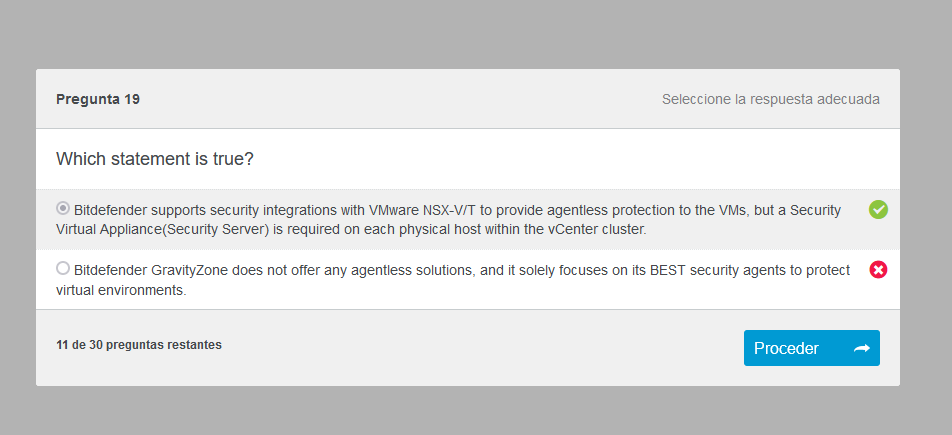 Pregunta 19
Seleccione la respuesta adecuada
Which statement is true?
Bitdefender supports security integrations with VMware NSX-V/T to provide agentless protection to the VMs, but a Security
Virtual Appliance(Security Server) is required on each physical host within the vCenter cluster.
Bitdefender GravityZone does not offer any agentless solutions, and it solely focuses on its BEST security agents to protect
virtual environments.
11 de 30 preguntas restantes
Proceder